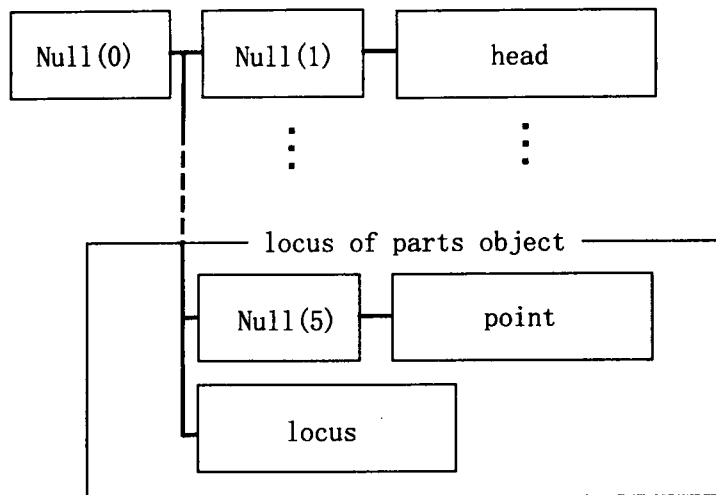 Null(0) Null(1) head
locus of parts object
Null(5) point
locus